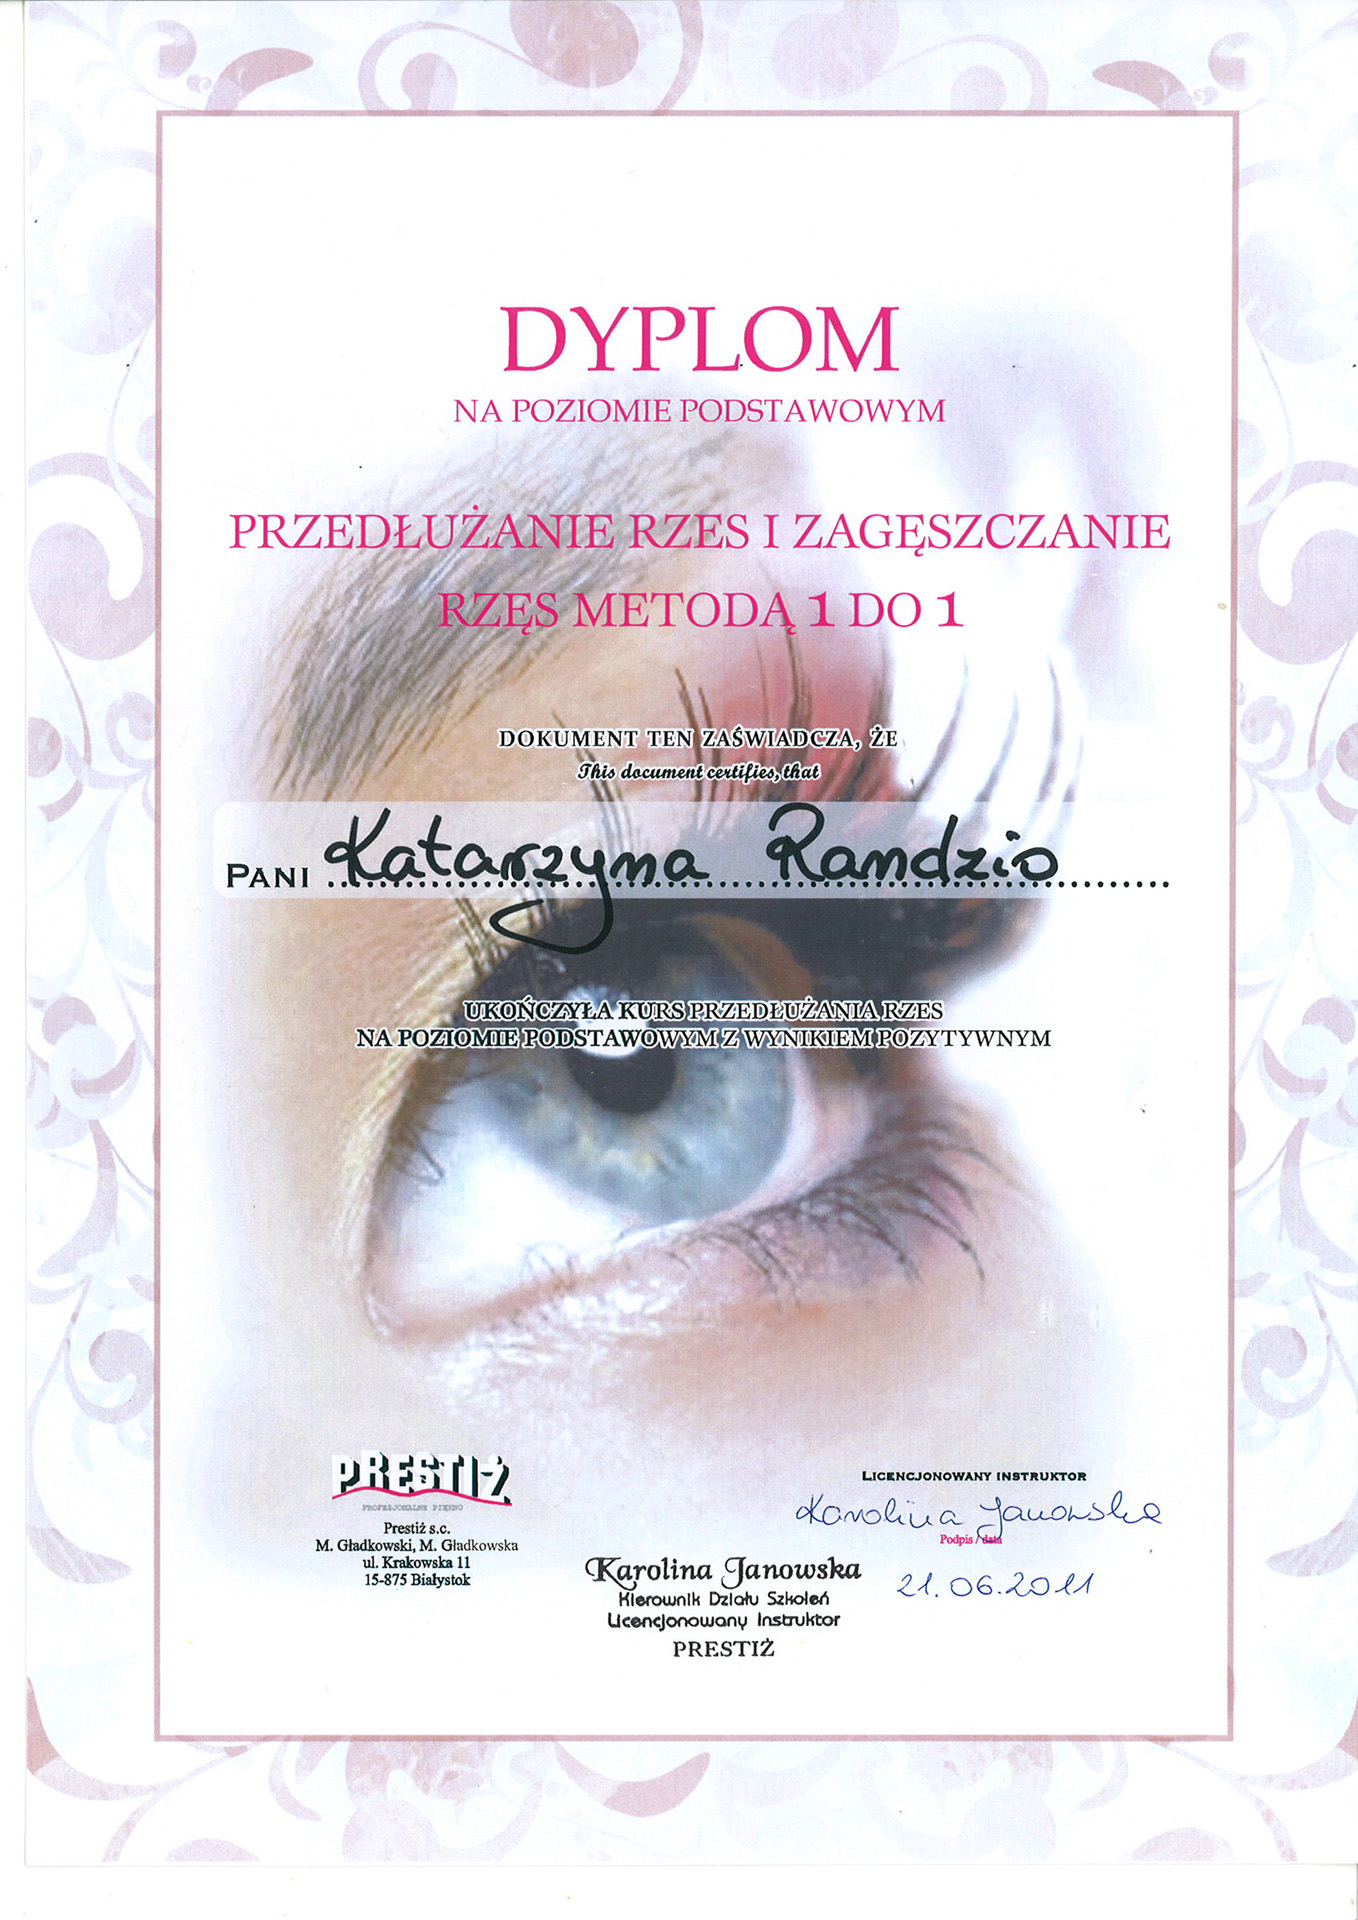 DYPLOM
NA POZIOMIE PODSTAWOWYM
PRZEDŁUŻANIE RZES I ZAGĘSZCZANIE
RZĘS METODĄ 1 DO 1
DOKUMENT TEN ZAŚWIADCZA, ŻE
This document certifies, that
PANI Katarzyna Randzio
UKOŃCZYŁA KURS PRZEDŁUŻANIA RZES
NA POZIOMIE PODSTAWOWYM Z WYNIKIEM POZYTYWNYM
PRESTIŻ
PROFESJONALNE PIĘKNO
Prestiż s.c.
M. Gładkowski, M. Gładkowska
ul. Krakowska 11
15-875 Białystok
Karolina Janowska
Kierownik Działu Szkoleń
Licencjonowany Instruktor
PRESTIŻ
LICENCJONOWANY INSTRUKTOR
Karolina Janowska
Podpis / data
21.06.2011